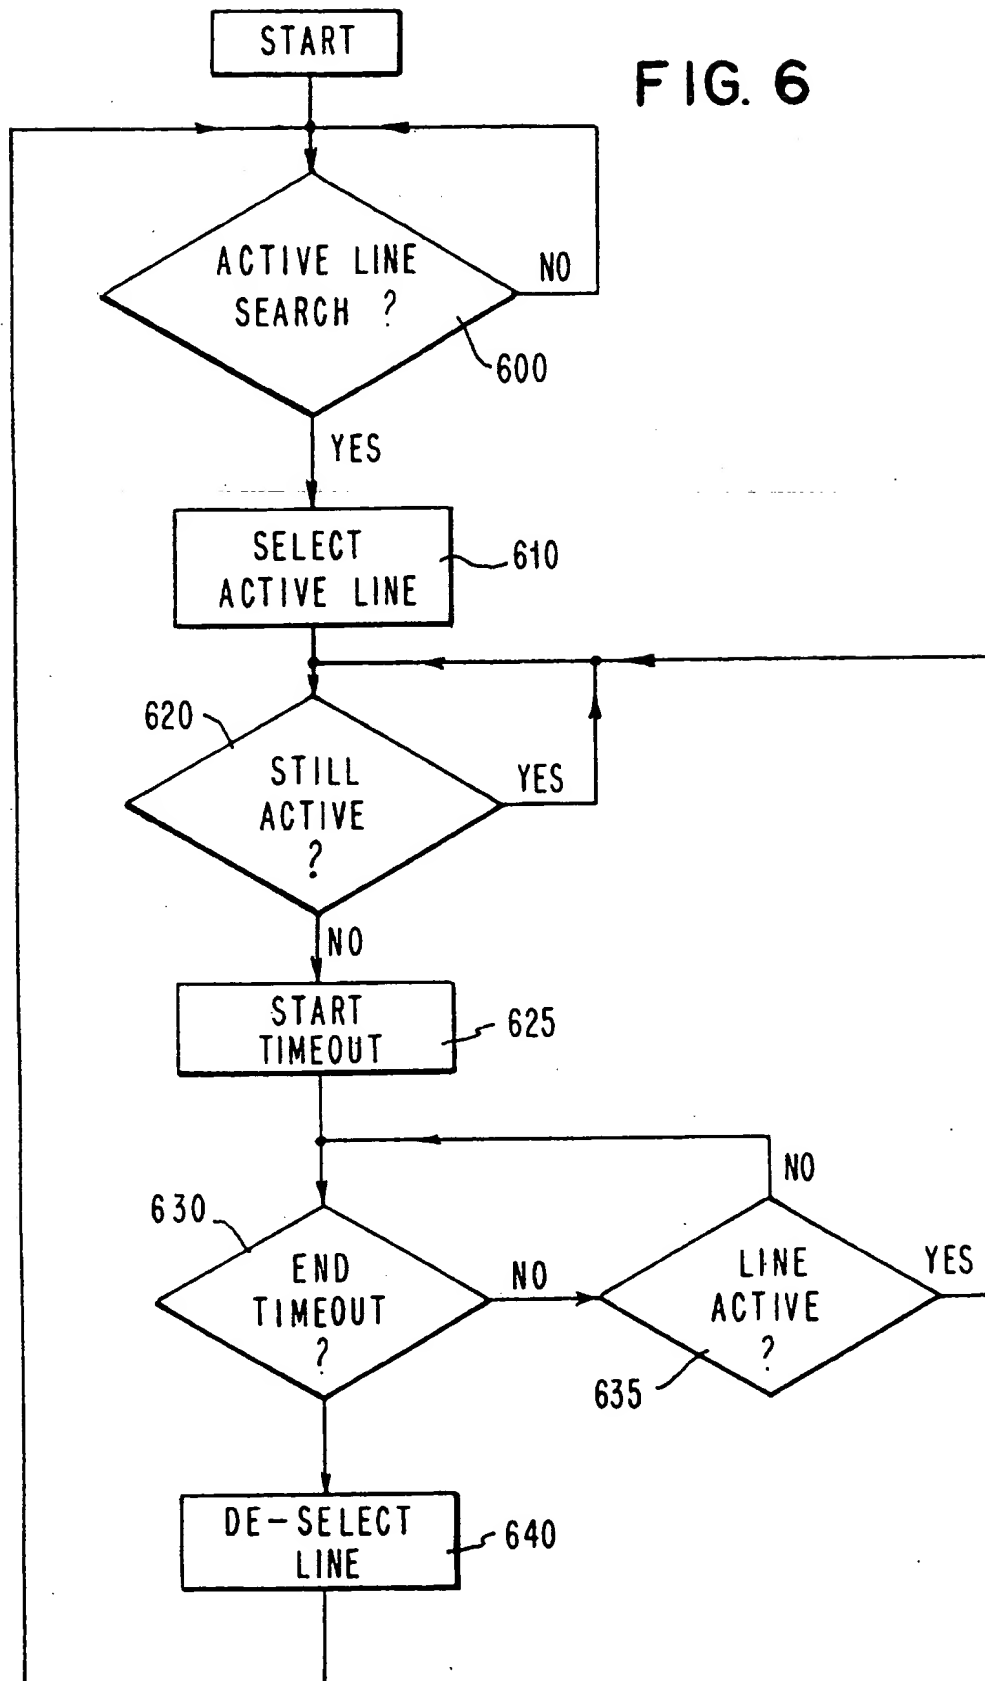 START
FIG. 6
ACTIVE LINE
SEARCH ?
NO
600
YES
SELECT
ACTIVE LINE
610
620
STILL
ACTIVE
?
YES
NO
START
TIMEOUT
625
630
END
TIMEOUT
?
NO
LINE
ACTIVE
?
NO
YES
635
DE-SELECT
LINE
640